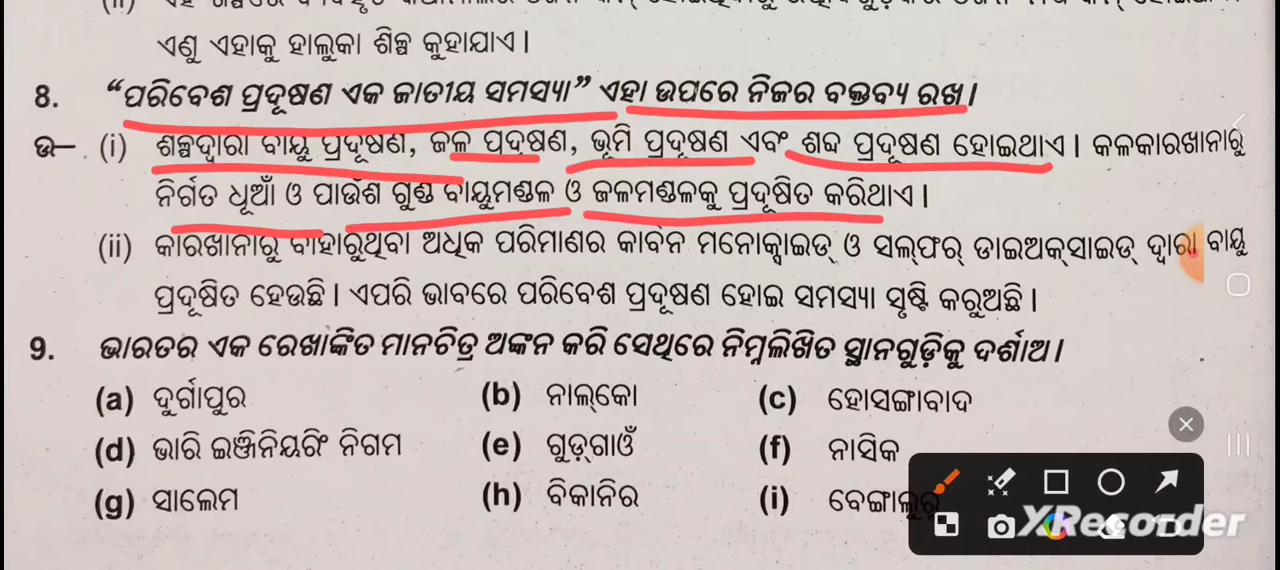 ଏଣୁ ଏହାକୁ ହାଲୁକା ଶିଳ୍ପ କୁହାଯାଏ।
8. “ପରିବେଶ ପ୍ରଦୂଷଣ ଏକ ଜାତୀୟ ସମସ୍ୟା” ଏହା ଉପରେ ନିଜର ବକ୍ତବ୍ୟ ରଖ।
ଉ— (i) ଶିଳ୍ପଦ୍ୱାରା ବାୟୁ ପ୍ରଦୂଷଣ, ଜଳ ପ୍ରଦୂଷଣ, ଭୂମି ପ୍ରଦୂଷଣ ଏବଂ ଶବ୍ଦ ପ୍ରଦୂଷଣ ହୋଇଥାଏ। କଳକାରଖାନାରୁ
ନିର୍ଗତ ଧୂଆଁ ଓ ପାଉଁଶ ଗୁଣ୍ଡ ବାୟୁମଣ୍ଡଳ ଓ ଜଳମଣ୍ଡଳକୁ ପ୍ରଦୂଷିତ କରିଥାଏ।
(ii) କାରଖାନାରୁ ବାହାରୁଥିବା ଅଧିକ ପରିମାଣର କାର୍ବନ ମନୋକ୍ସାଇଡ୍ ଓ ସଲ୍‌ଫର୍ ଡାଇଅକ୍‌ସାଇଡ୍ ଦ୍ୱାରା ବାୟୁ
ପ୍ରଦୂଷିତ ହେଉଛି। ଏପରି ଭାବରେ ପରିବେଶ ପ୍ରଦୂଷଣ ହୋଇ ସମସ୍ୟା ସୃଷ୍ଟି କରୁଅଛି।
9. ଭାରତର ଏକ ରେଖାଙ୍କିତ ମାନଚିତ୍ର ଅଙ୍କନ କରି ସେଥିରେ ନିମ୍ନଲିଖିତ ସ୍ଥାନଗୁଡ଼ିକୁ ଦର୍ଶାଅ।
(a) ଦୁର୍ଗାପୁର (b) ନାଲ୍‌କୋ (c) ହୋସଙ୍ଗାବାଦ
(d) ଭାରି ଇଞ୍ଜିନିୟରିଂ ନିଗମ (e) ଗୁଡ଼୍‌ଗାଓଁ (f) ନାସିକ
(g) ସାଲେମ (h) ବିକାନିର (i) ବେଙ୍ଗାଲୁରୁ
XRecorder